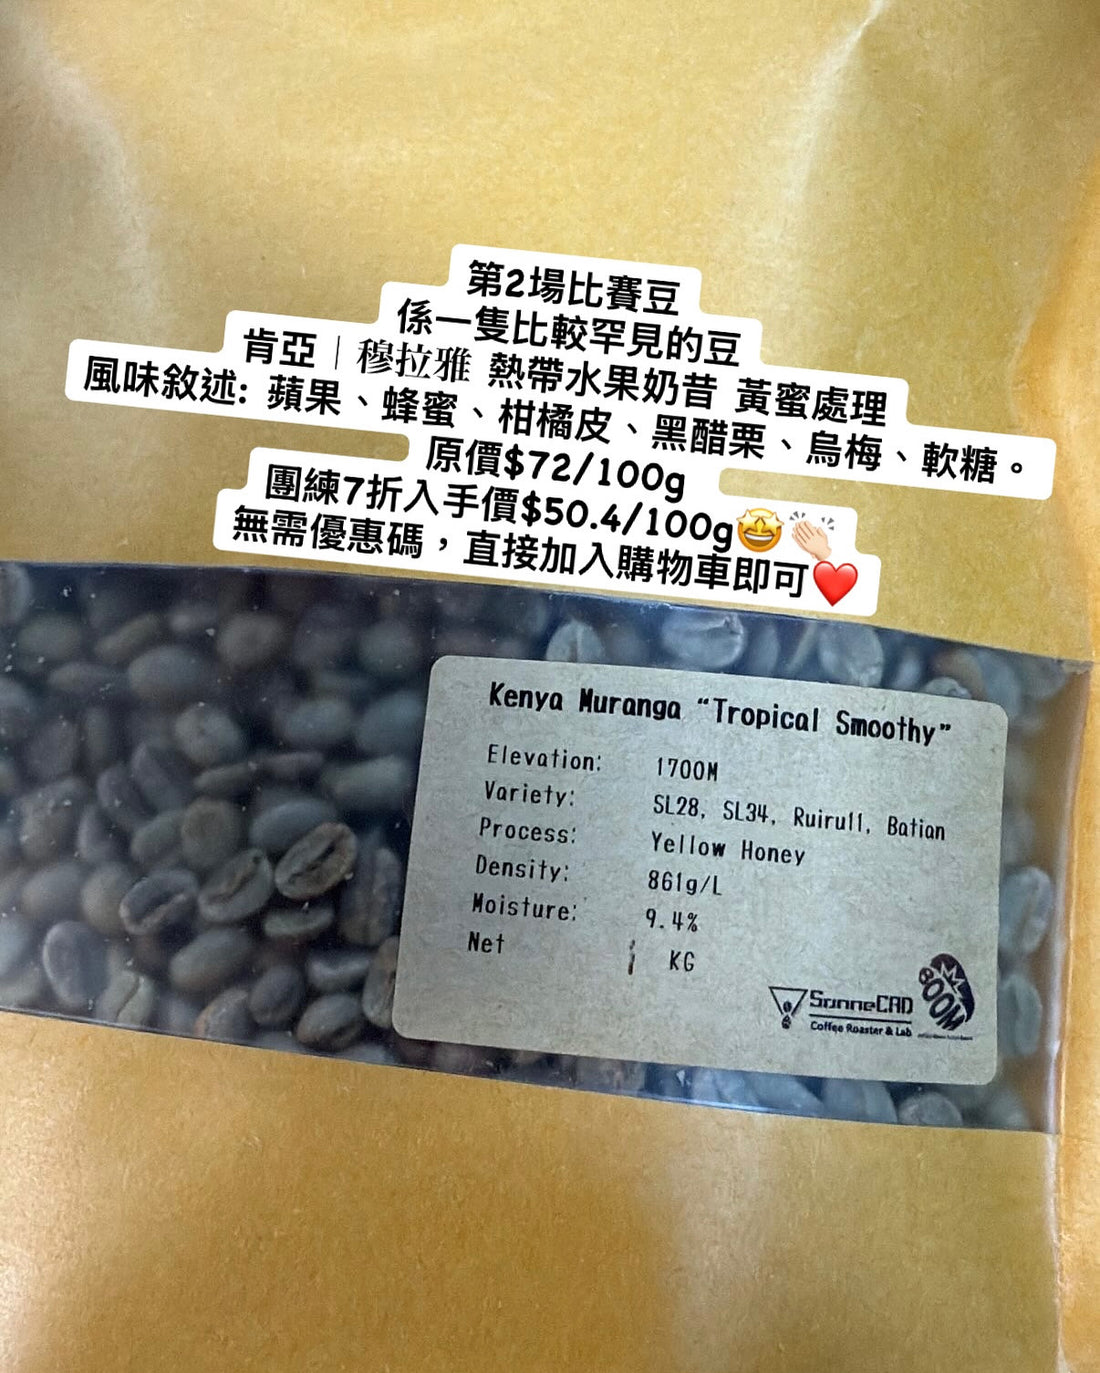 第2場比賽豆
係一隻比較罕見的豆
肯亞｜穆拉雅 熱帶水果奶昔 黃蜜處理
風味敘述: 蘋果、蜂蜜、柑橘皮、黑醋栗、烏梅、軟糖。
原價$72/100g
團練7折入手價$50.4/100g🤩👏🏻
無需優惠碼，直接加入購物車即可❤️
Kenya Muranga “Tropical Smoothy”
Elevation: 1700M
Variety: SL28, SL34, Ruiru11, Batian
Process: Yellow Honey
Density: 861g/L
Moisture: 9.4%
Net 1 KG
SonneCAD
Coffee Roaster & Lab
BOOM